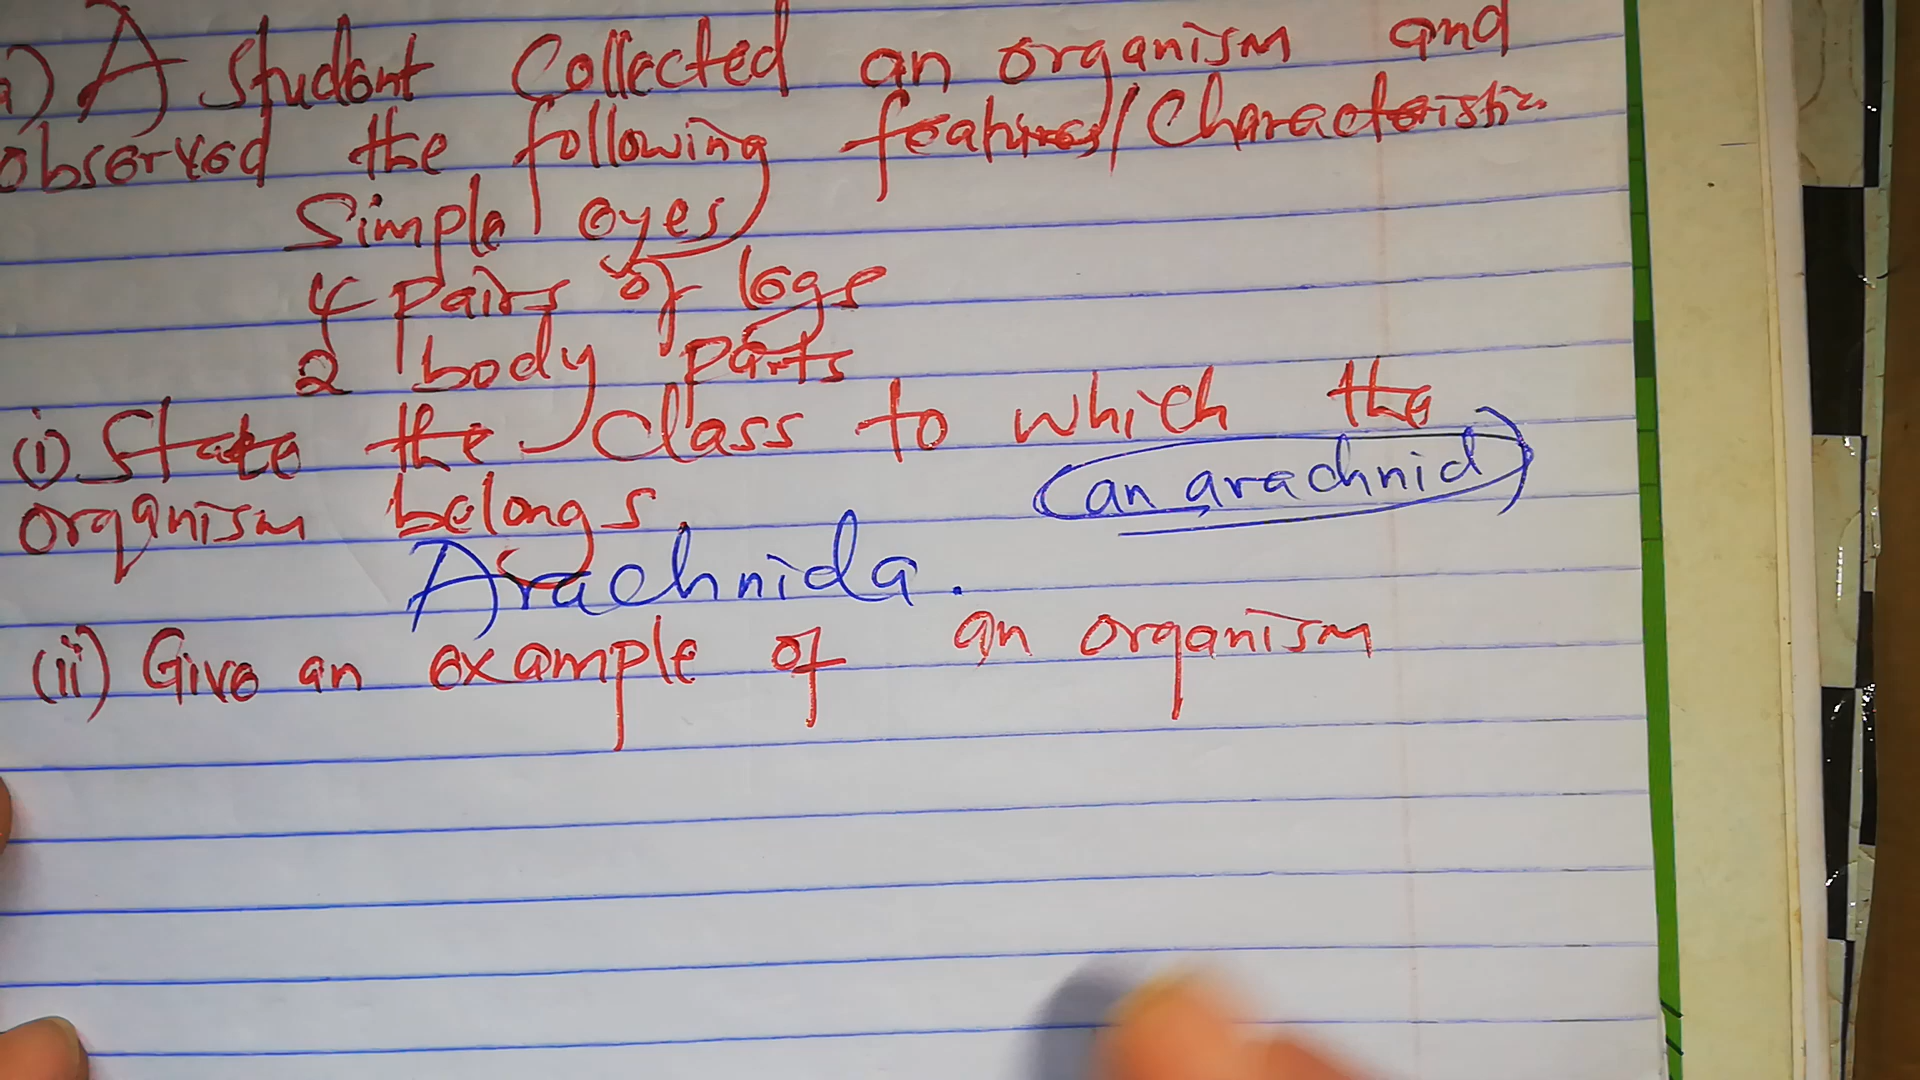 a) A student collected an organism and
observed the following features/characteristic
Simple eyes
4 pairs of legs
2 body parts
(i) State the class to which the
organism belongs.
(an arachnid)
Arachnida.
(ii) Give an example of an organism